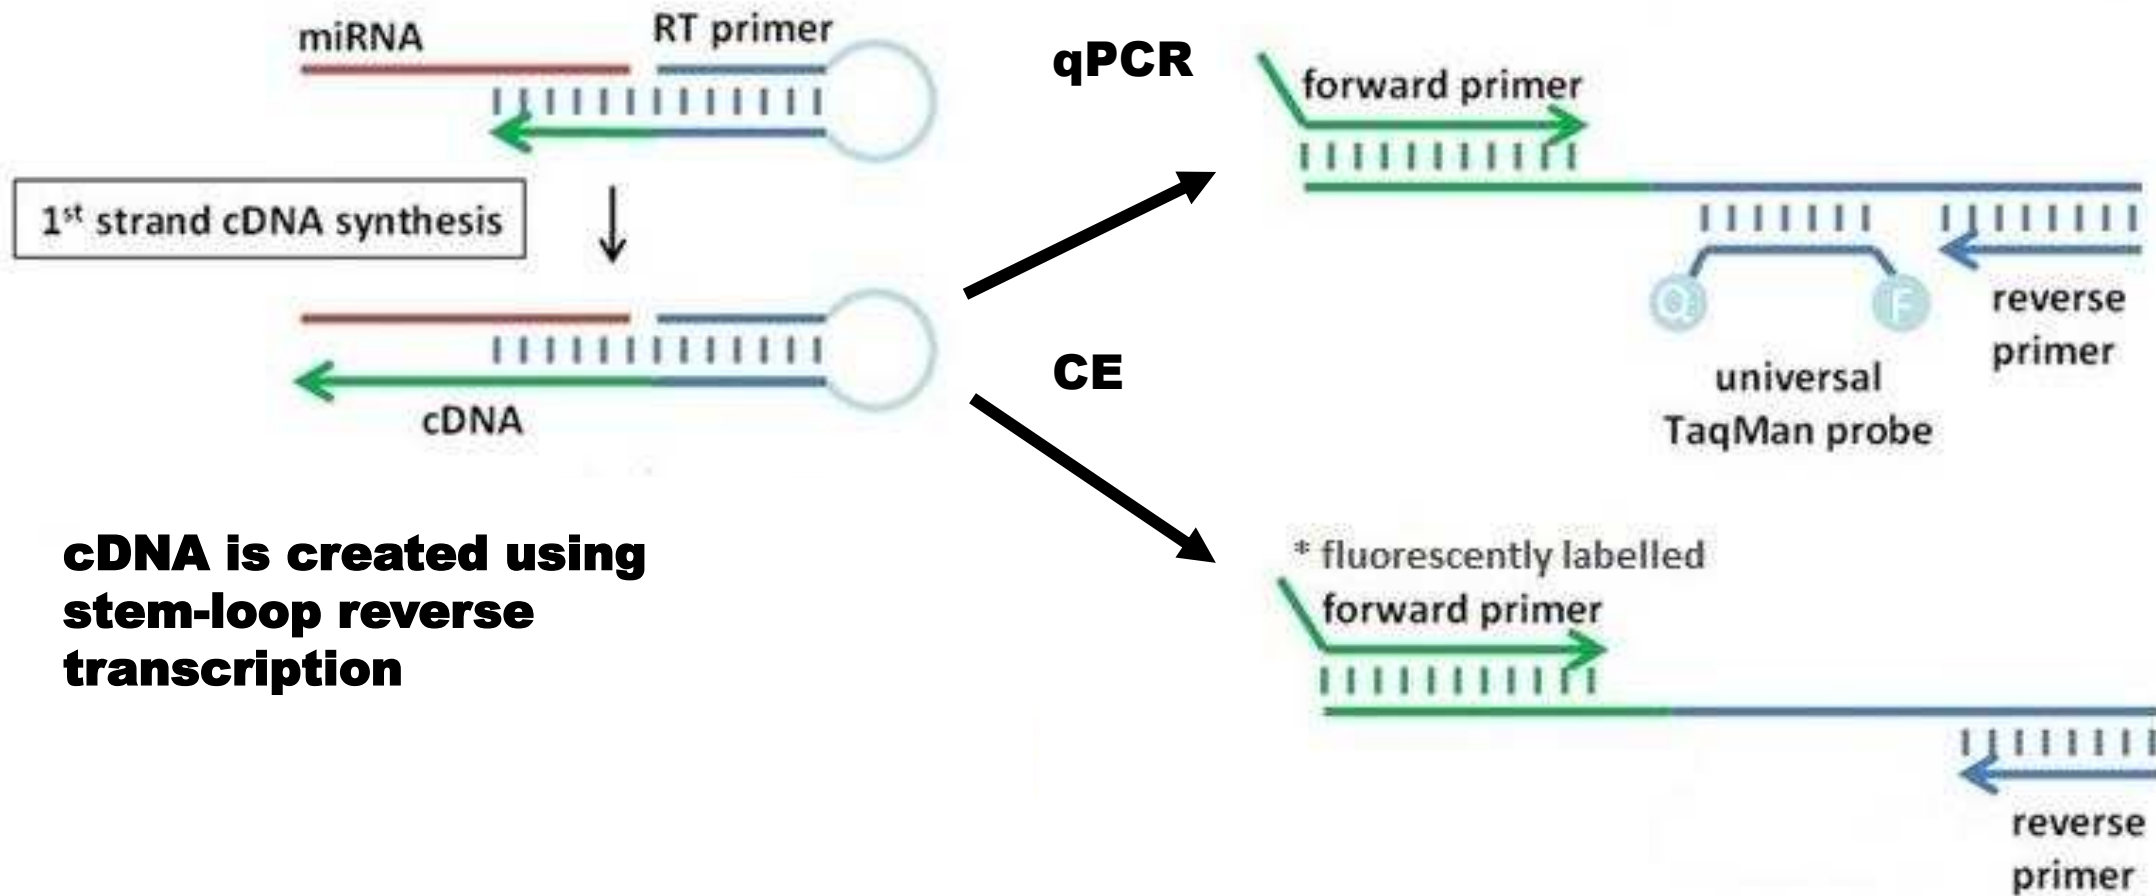 miRNA
RT primer
1st strand cDNA synthesis
cDNA
cDNA is created using
stem-loop reverse
transcription
qPCR
CE
forward primer
Q
F
reverse
primer
universal
TaqMan probe
* fluorescently labelled
forward primer
reverse
primer